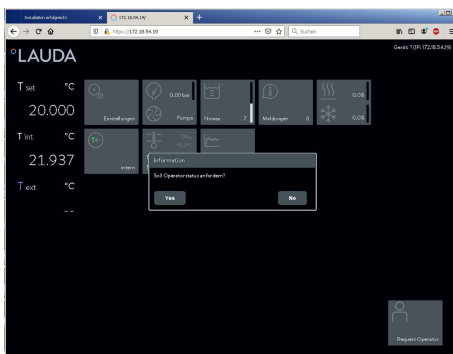 Installation erfolgreich!
172.18.54.19/
https://172.18.54.19
Suchen
°LAUDA
Gerät: 1 (IP: 172.18.54.19)
T set °C
20.000
T int °C
21.937
T ext °C
--
Einstellungen
0.00 bar
Pumpe
Niveau 7
Meldungen 0
0.0%
0.0%
T+
intern
Information
Soll Operatorstatus anfordern?
Yes
No
Request Operator